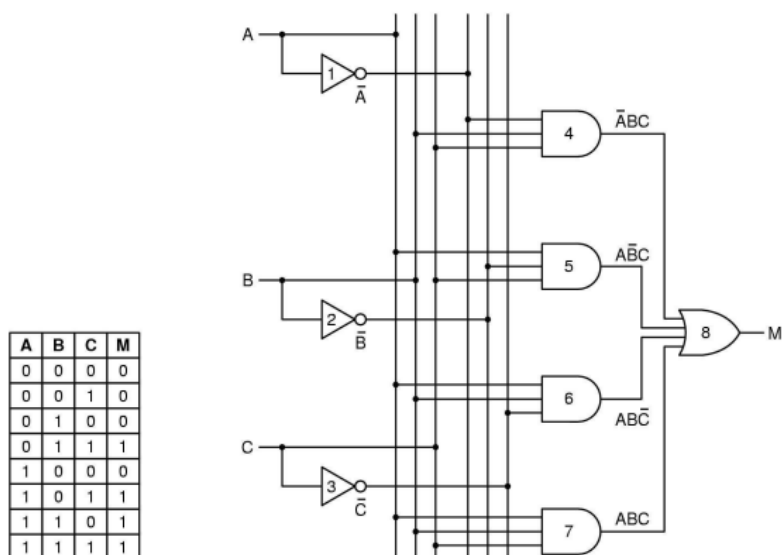 A
1
Ā
4
ĀBC
5
AB̄C
B
2
B̄
8
M
6
ABC̄
C
3
C̄
7
ABC
A B C M
0 0 0 0
0 0 1 0
0 1 0 0
0 1 1 1
1 0 0 0
1 0 1 1
1 1 0 1
1 1 1 1